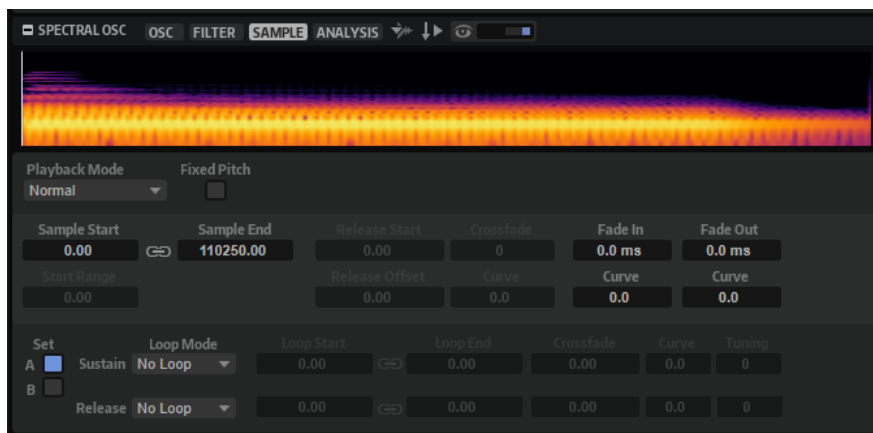 SPECTRAL OSC OSC FILTER SAMPLE ANALYSIS
Playback Mode Fixed Pitch
Normal
Sample Start Sample End Release Start Crossfade Fade In Fade Out
0.00 110250.00 0.00 0 0.0 ms 0.0 ms
Start Range Release Offset Curve Curve Curve
0.00 0.00 0.0 0.0 0.0
Set Loop Mode Loop Start Loop End Crossfade Curve Tuning
A Sustain No Loop 0.00 0.00 0.00 0.0 0
B
Release No Loop 0.00 0.00 0.00 0.0 0